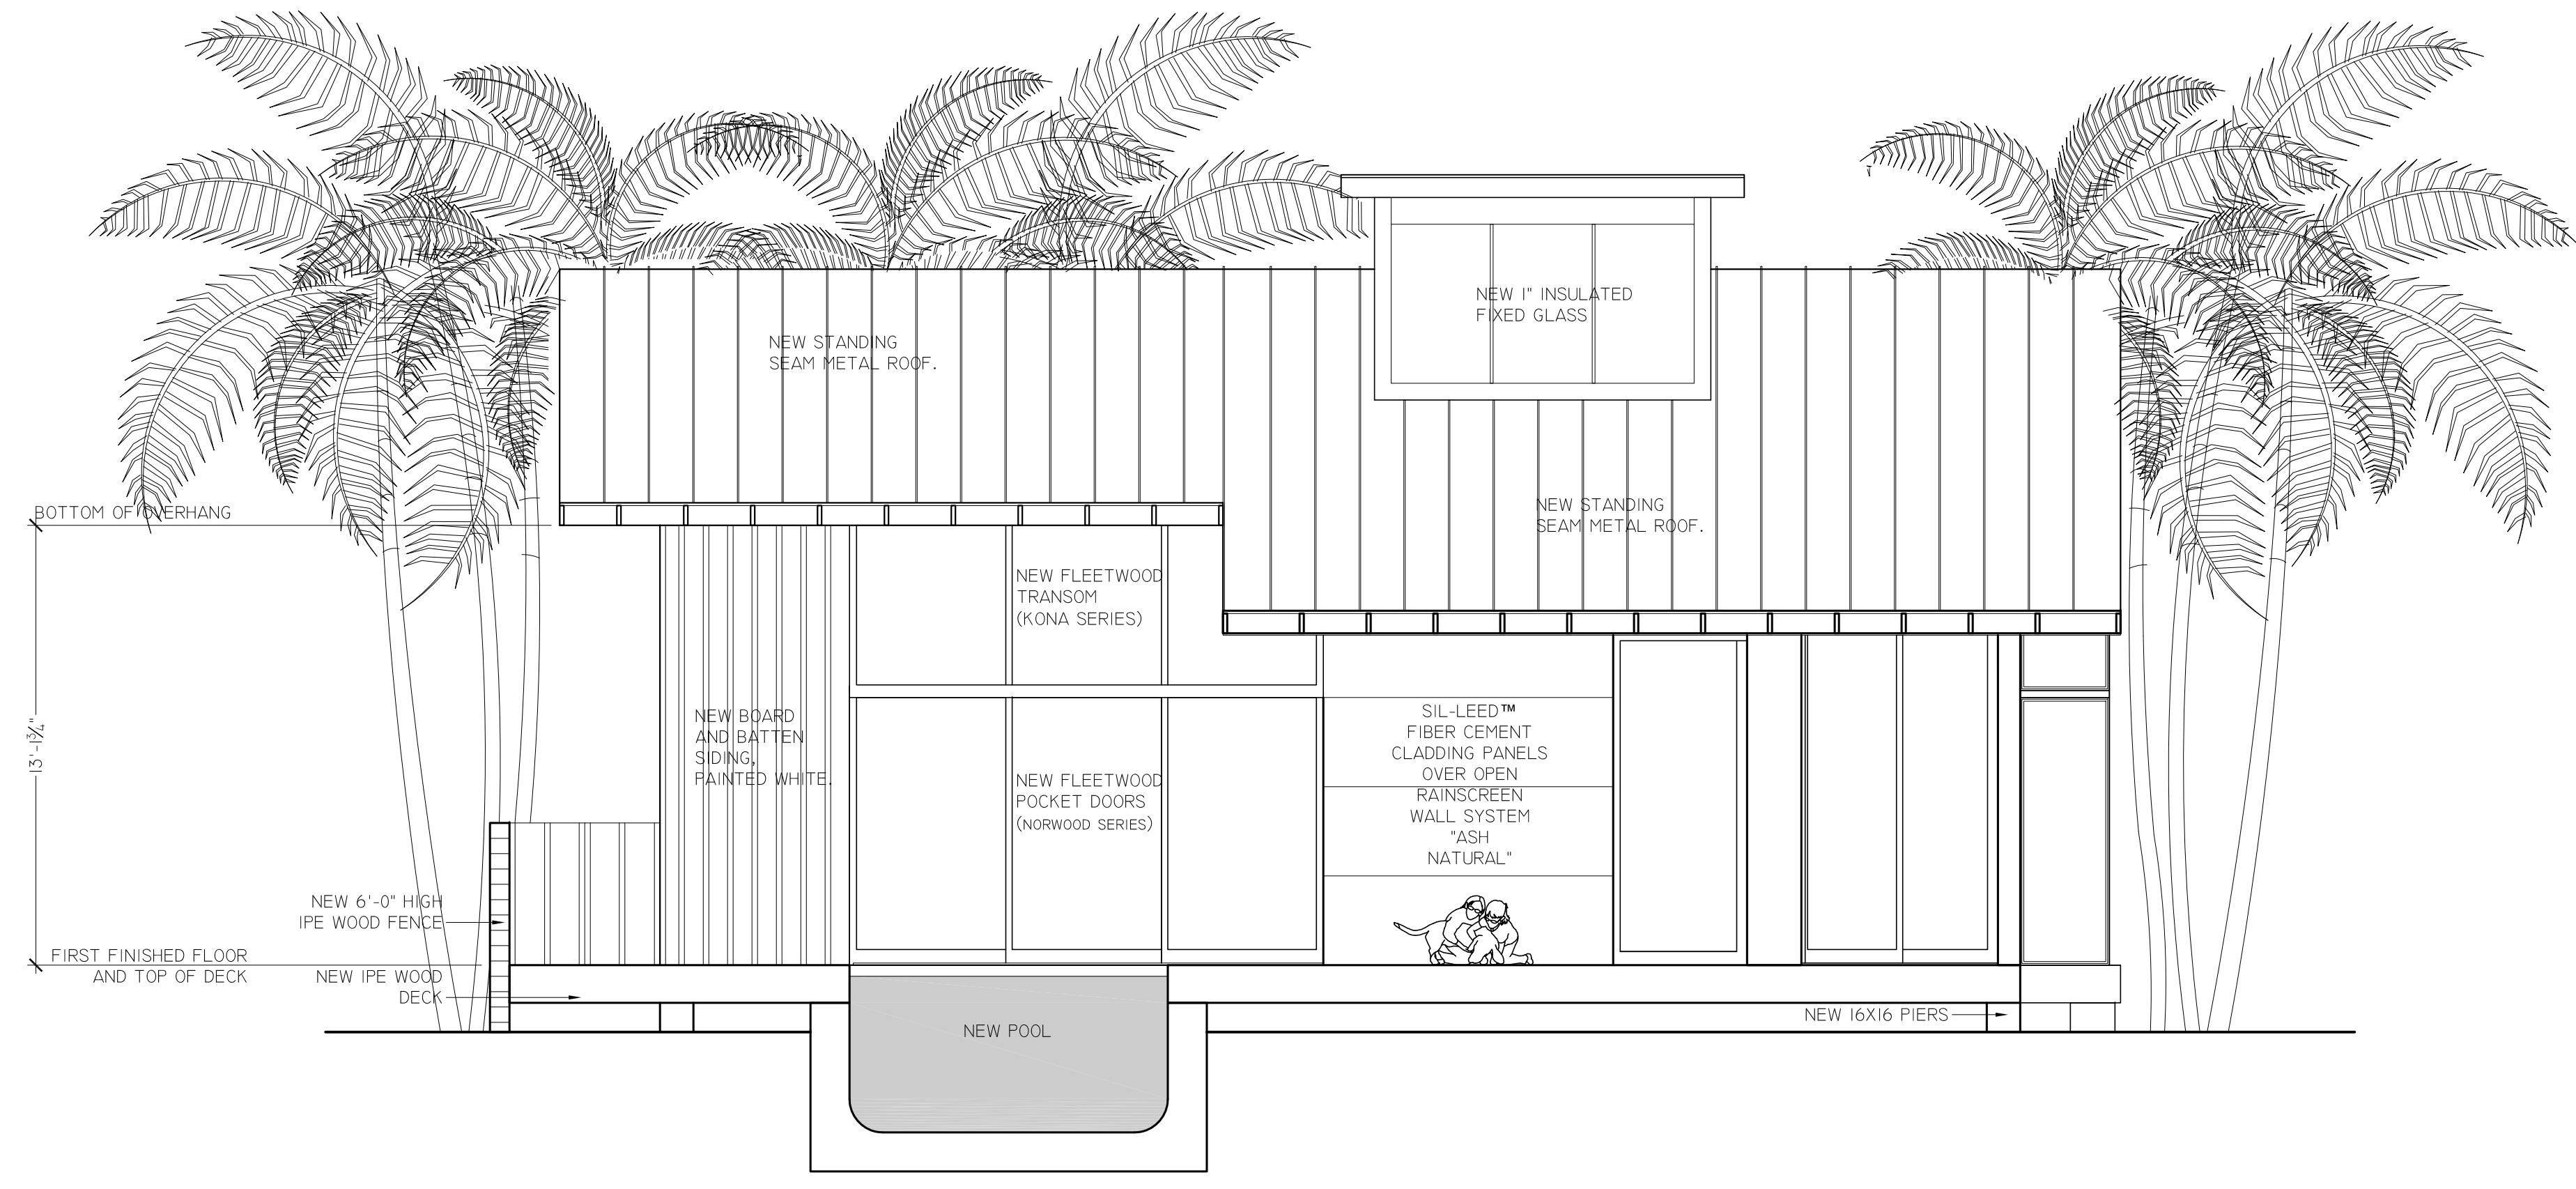 NEW 1" INSULATED
FIXED GLASS
NEW STANDING
SEAM METAL ROOF.
NEW STANDING
SEAM METAL ROOF.
BOTTOM OF OVERHANG
NEW FLEETWOOD
TRANSOM
(KONA SERIES)
13'-1¾"
NEW BOARD
AND BATTEN
SIDING,
PAINTED WHITE.
NEW FLEETWOOD
POCKET DOORS
(NORWOOD SERIES)
SIL-LEED™
FIBER CEMENT
CLADDING PANELS
OVER OPEN
RAINSCREEN
WALL SYSTEM
"ASH
NATURAL"
NEW 6'-0" HIGH
IPE WOOD FENCE
FIRST FINISHED FLOOR
AND TOP OF DECK
NEW IPE WOOD
DECK
NEW POOL
NEW 16X16 PIERS